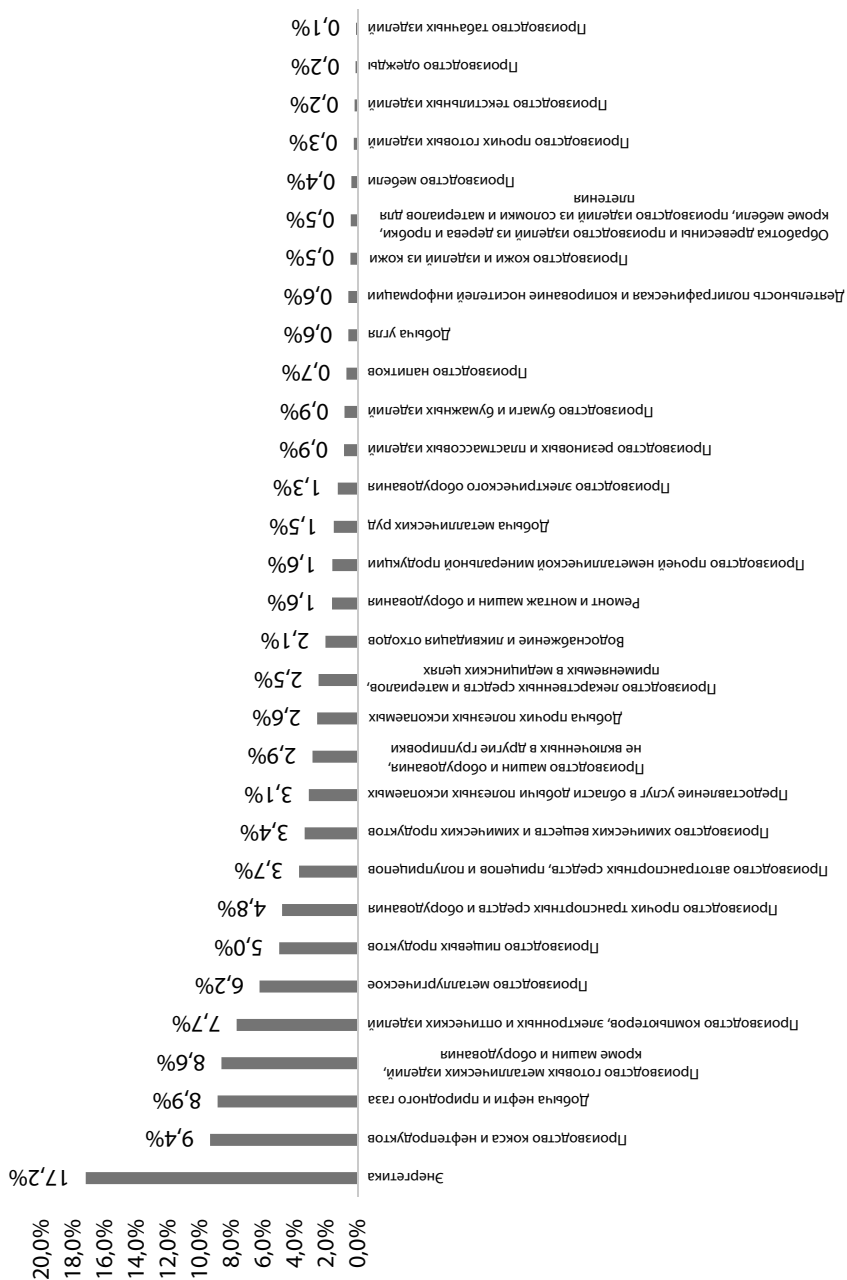 0,0%
2,0%
4,0%
6,0%
8,0%
10,0%
12,0%
14,0%
16,0%
18,0%
20,0%
Энергетика
17,2%
Производство кокса и нефтепродуктов
9,4%
Добыча нефти и природного газа
8,9%
Производство готовых металлических изделий,
кроме машин и оборудования
8,6%
Производство компьютеров, электронных и оптических изделий
7,7%
Производство металлургическое
6,2%
Производство пищевых продуктов
5,0%
Производство прочих транспортных средств и оборудования
4,8%
Производство автотранспортных средств, прицепов и полуприцепов
3,7%
Производство химических веществ и химических продуктов
3,4%
Предоставление услуг в области добычи полезных ископаемых
3,1%
Производство машин и оборудования,
не включенных в другие группировки
2,9%
Добыча прочих полезных ископаемых
2,6%
Производство лекарственных средств и материалов,
применяемых в медицинских целях
2,5%
Водоснабжение и ликвидация отходов
2,1%
Ремонт и монтаж машин и оборудования
1,6%
Производство прочей неметаллической минеральной продукции
1,6%
Добыча металлических руд
1,5%
Производство электрического оборудования
1,3%
Производство резиновых и пластмассовых изделий
0,9%
Производство бумаги и бумажных изделий
0,9%
Производство напитков
0,7%
Добыча угля
0,6%
Деятельность полиграфическая и копирование носителей информации
0,6%
Производство кожи и изделий из кожи
0,5%
Обработка древесины и производство изделий из дерева и пробки,
кроме мебели, производство изделий из соломки и материалов для
плетения
0,5%
Производство мебели
0,4%
Производство прочих готовых изделий
0,3%
Производство текстильных изделий
0,2%
Производство одежды
0,2%
Производство табачных изделий
0,1%